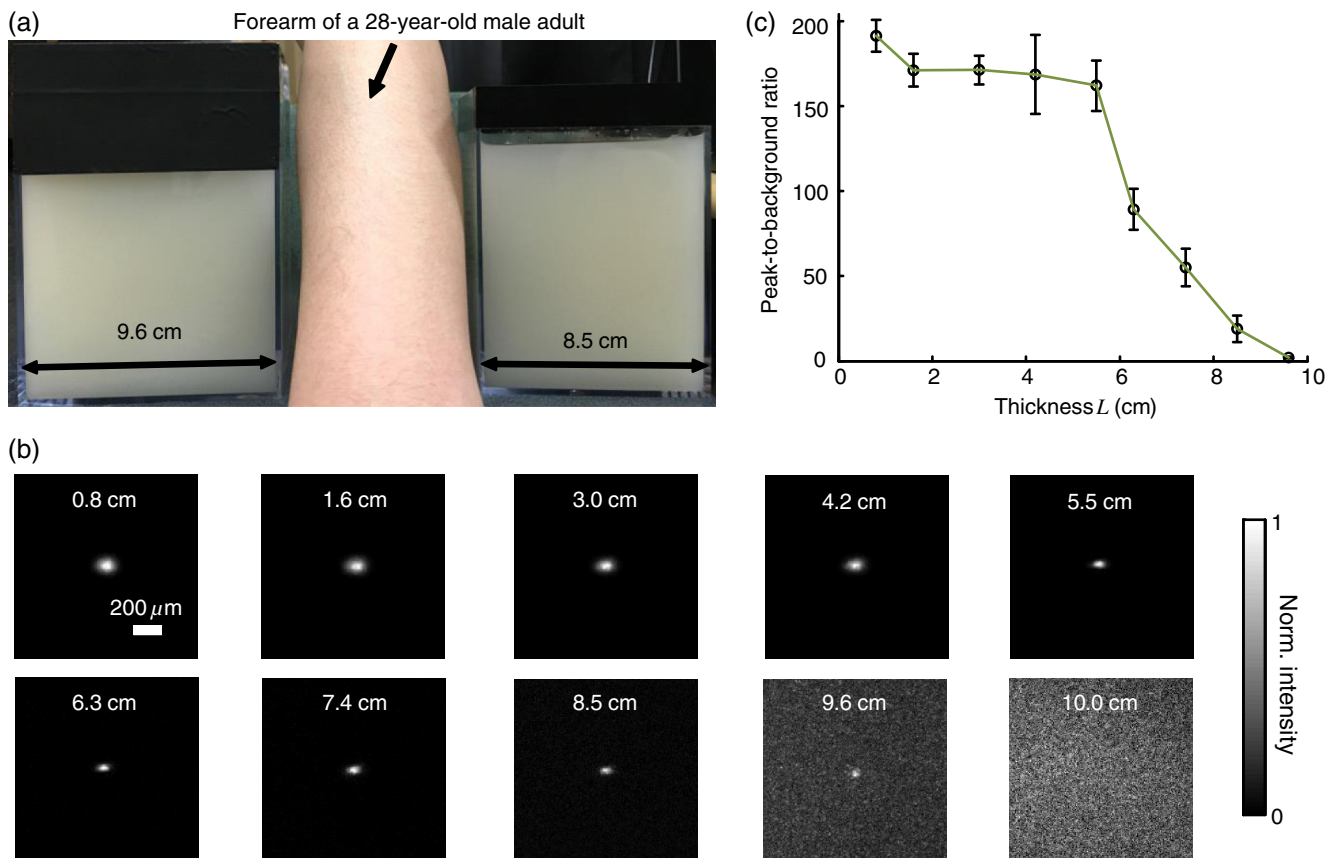 (a)
Forearm of a 28-year-old male adult
9.6 cm
8.5 cm
(c)
200
150
100
50
0
Peak-to-background ratio
0
2
4
6
8
10
Thickness L (cm)
(b)
0.8 cm
200 μm
1.6 cm
3.0 cm
4.2 cm
5.5 cm
6.3 cm
7.4 cm
8.5 cm
9.6 cm
10.0 cm
1
Norm. intensity
0